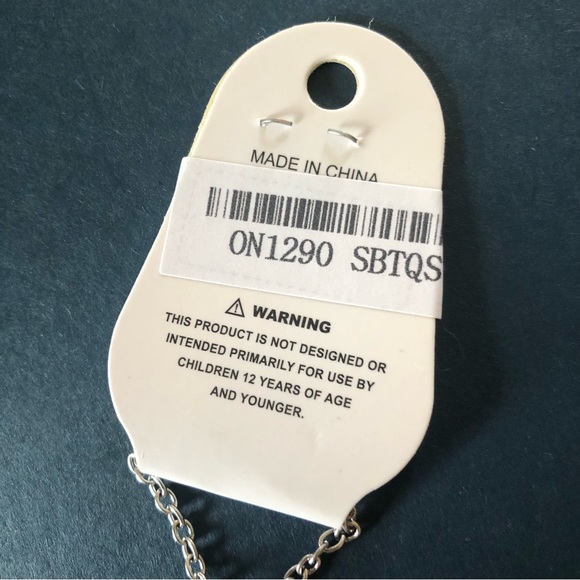 MADE IN CHINA
ON1290 SBTQS
⚠ WARNING
THIS PRODUCT IS NOT DESIGNED OR
INTENDED PRIMARILY FOR USE BY
CHILDREN 12 YEARS OF AGE
AND YOUNGER.